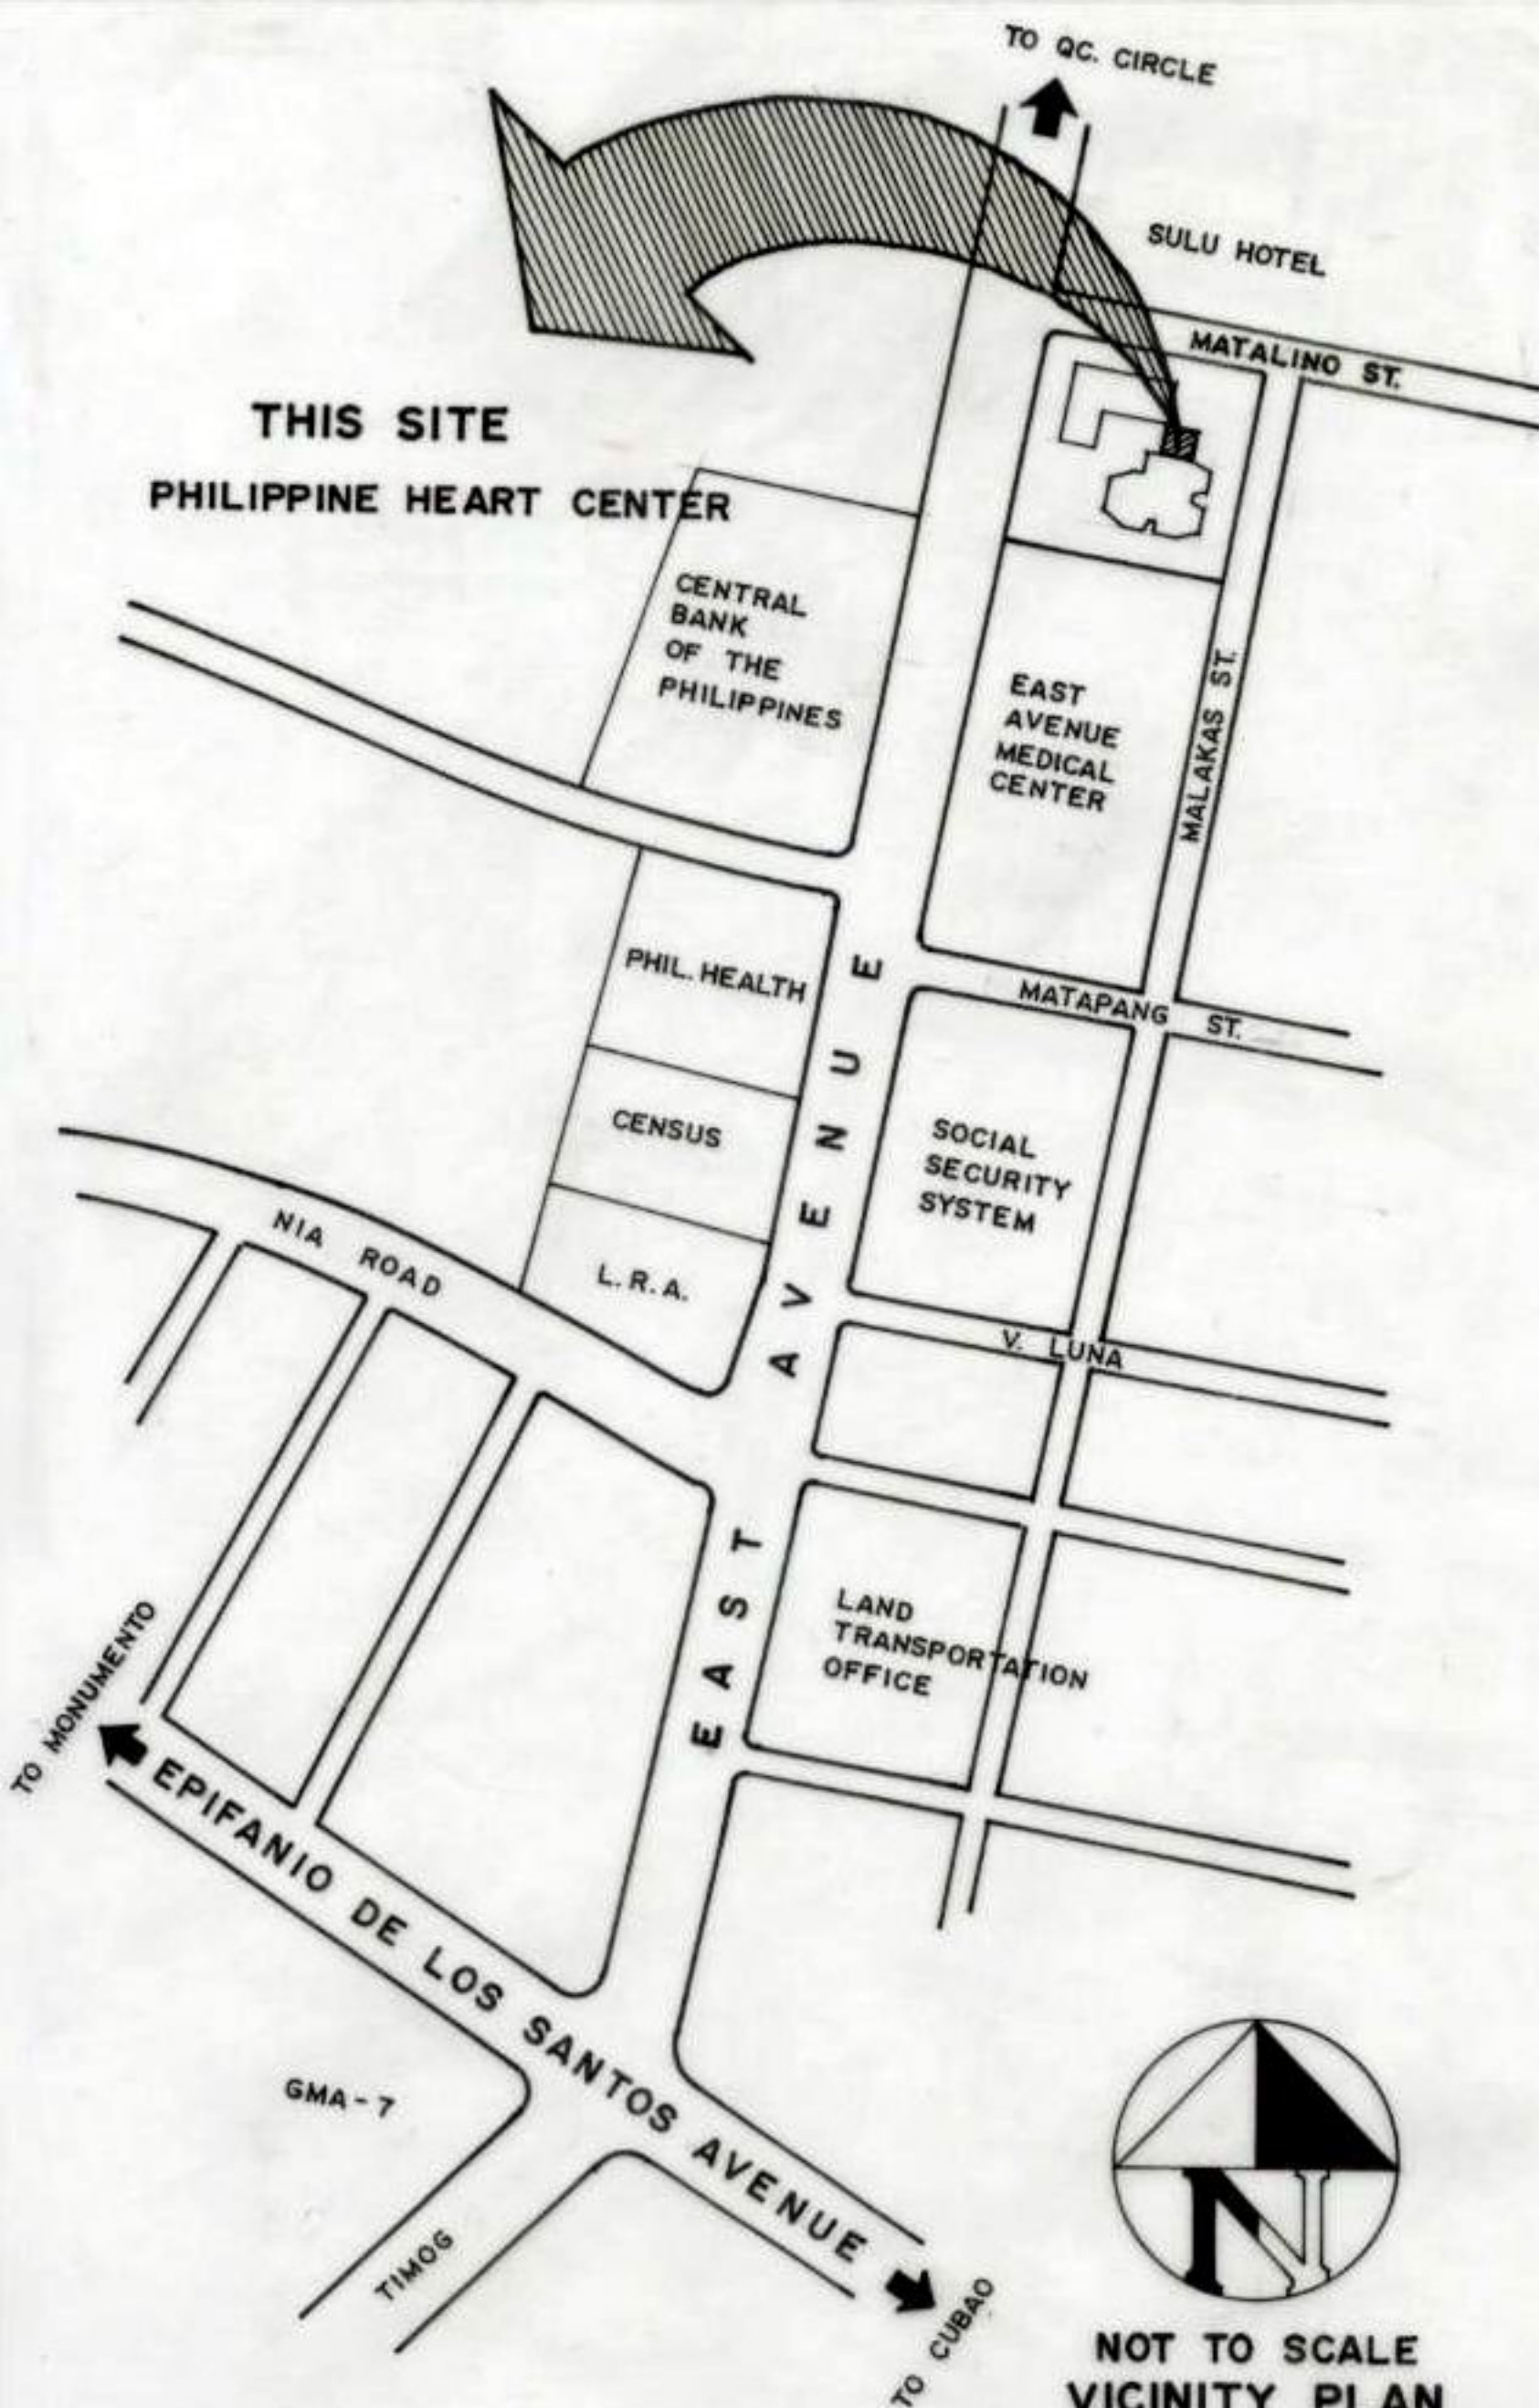 TO QC. CIRCLE
SULU HOTEL
MATALINO ST.
THIS SITE
PHILIPPINE HEART CENTER
CENTRAL
BANK
OF THE
PHILIPPINES
EAST
AVENUE
MEDICAL
CENTER
MALAKAS ST.
PHIL. HEALTH
MATAPANG ST.
CENSUS
SOCIAL
SECURITY
SYSTEM
NIA ROAD
L.R.A.
V. LUNA
EAST AVENUE
LAND
TRANSPORTATION
OFFICE
TO MONUMENTO
EPIFANIO DE LOS SANTOS AVENUE
GMA-7
TIMOG
TO CUBAO
N
NOT TO SCALE
VICINITY PLAN